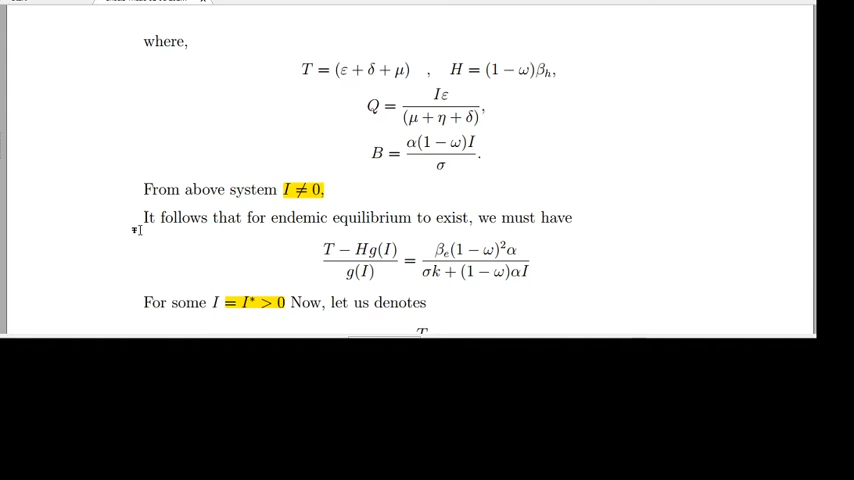 where,
T = (ε + δ + μ) , H = (1 − ω)β_h,
Q = Iε / (μ + η + δ),
B = α(1 − ω)I / σ.
From above system I ≠ 0,
It follows that for endemic equilibrium to exist, we must have
(T − Hg(I)) / g(I) = β_e(1 − ω)²α / (σk + (1 − ω)αI)
For some I = I* > 0 Now, let us denotes
T